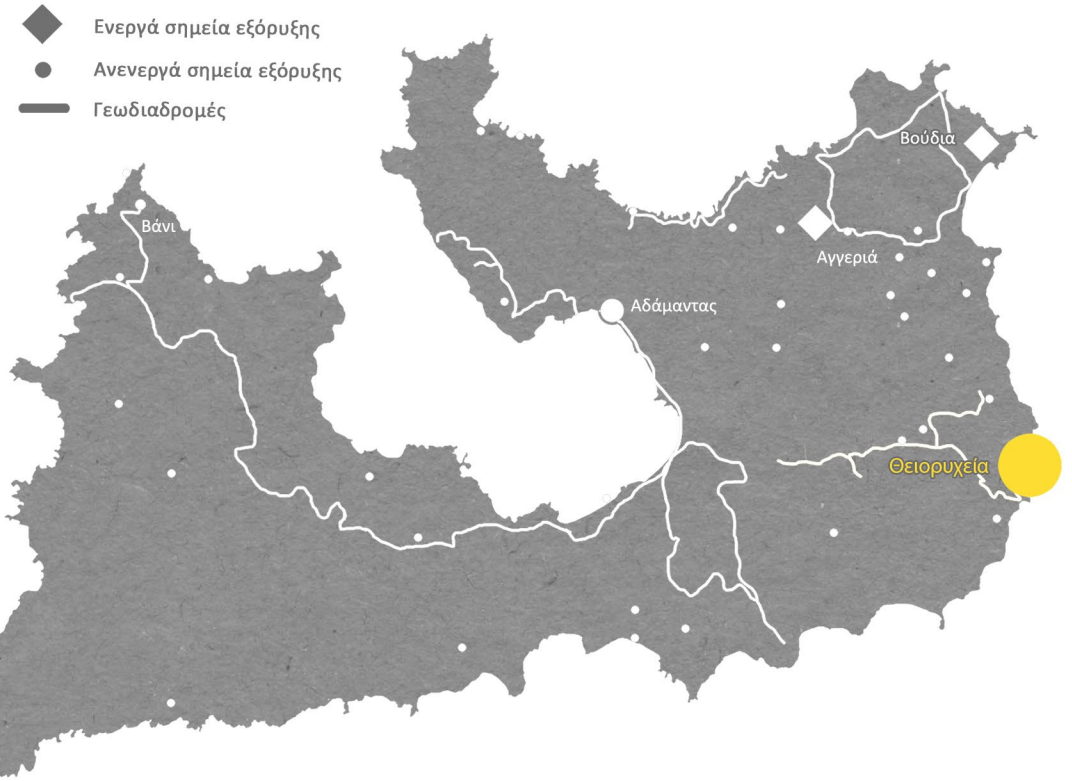 Ενεργά σημεία εξόρυξης
Ανενεργά σημεία εξόρυξης
Γεωδιαδρομές
Βούδια
Βάνι
Αγγεριά
Αδάμαντας
Θειορυχεία